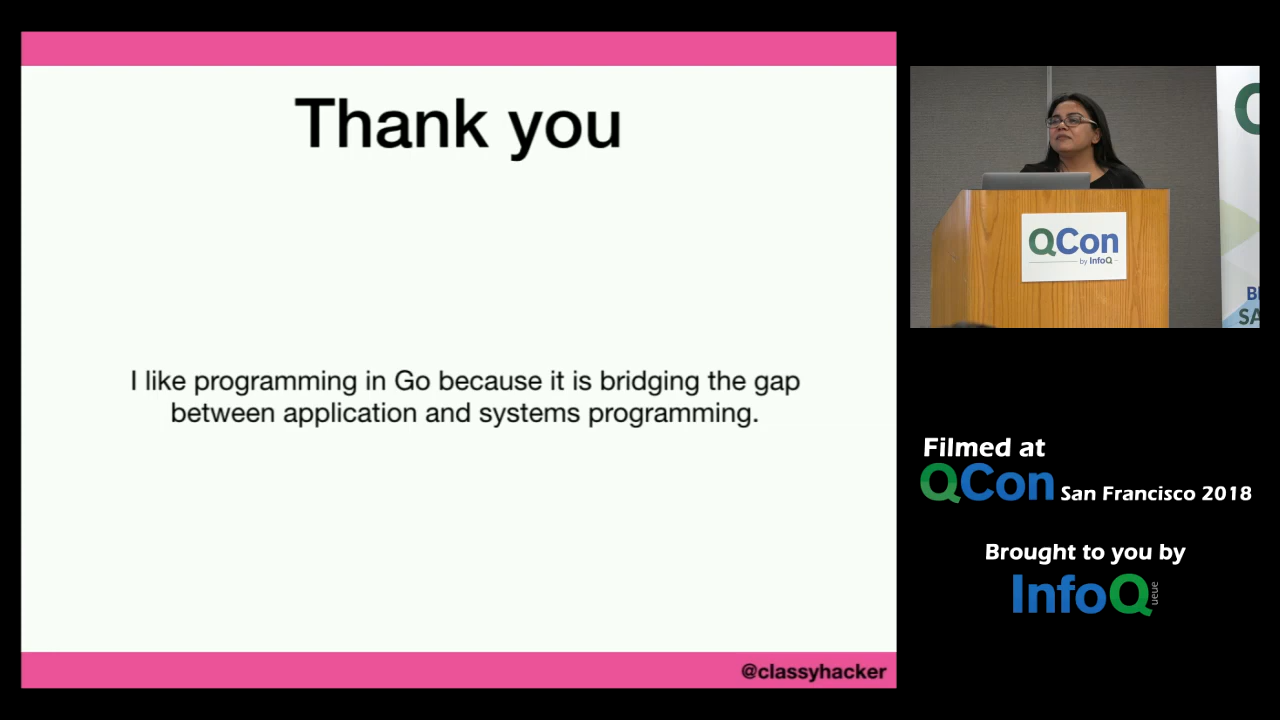 Thank you
I like programming in Go because it is bridging the gap
between application and systems programming.
@classyhacker
QCon
by InfoQ
Filmed at
QCon San Francisco 2018
Brought to you by
InfoQ
ueue